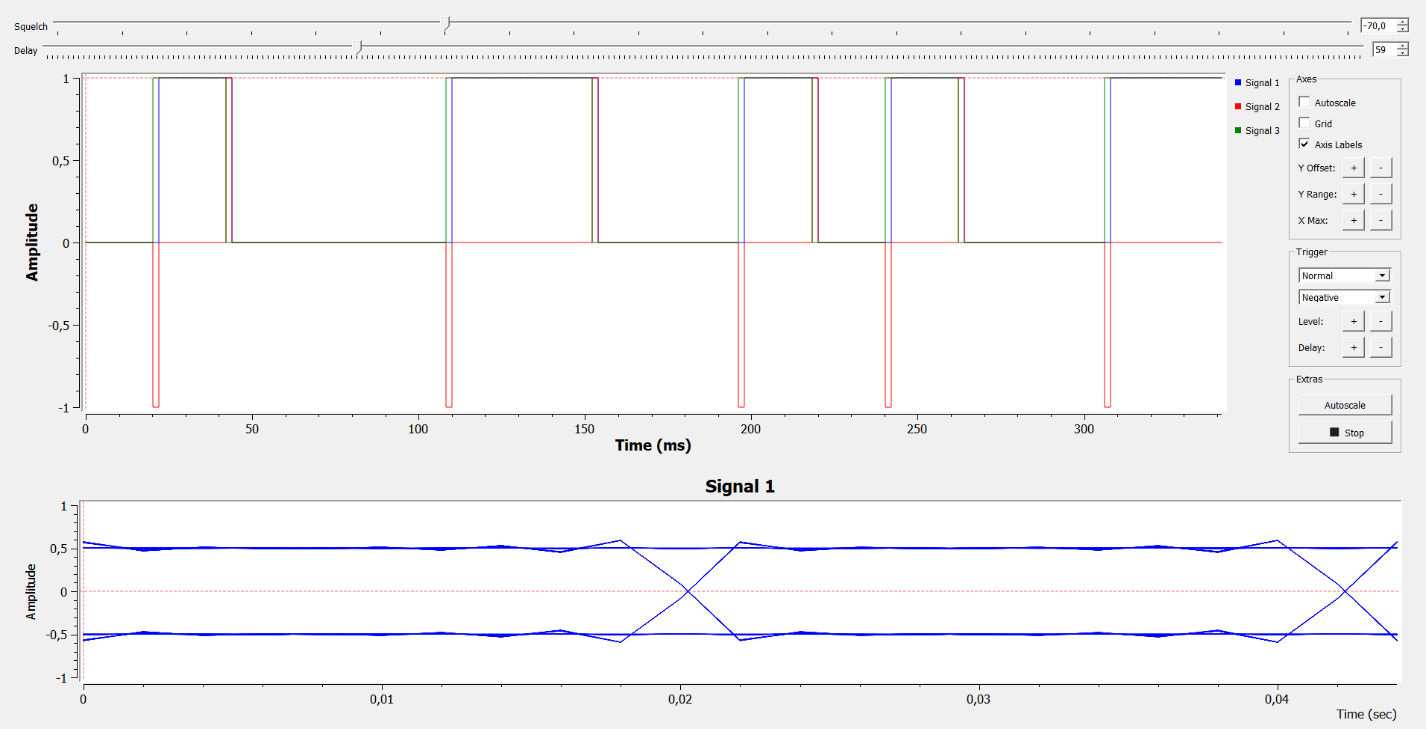 Squelch -70,0
Delay 59
1
0,5
0
-0,5
-1
Amplitude
0 50 100 150 200 250 300
Time (ms)
Signal 1
Signal 2
Signal 3
Axes
Autoscale
Grid
Axis Labels
Y Offset: + -
Y Range: + -
X Max: + -
Trigger
Normal
Negative
Level: + -
Delay: + -
Extras
Autoscale
Stop
Signal 1
1
0,5
0
-0,5
-1
Amplitude
0 0,01 0,02 0,03 0,04
Time (sec)